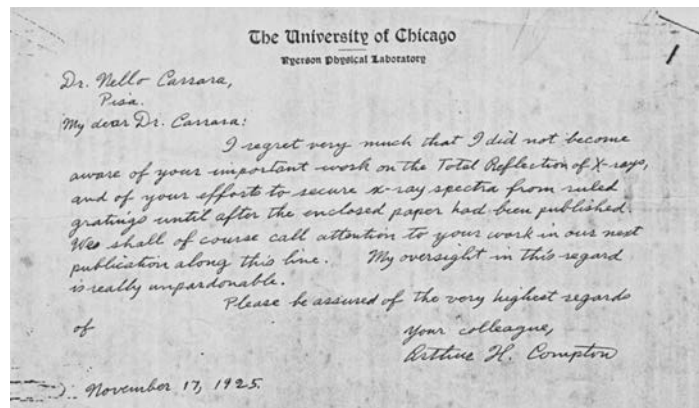 The University of Chicago
Ryerson Physical Laboratory
Dr. Nello Carrara,
Pisa.
My dear Dr. Carrara:
I regret very much that I did not become
aware of your important work on the Total Reflection of X-rays,
and of your efforts to secure x-ray spectra from ruled
gratings until after the enclosed paper had been published.
We shall of course call attention to your work in our next
publication along this line. My oversight in this regard
is really unpardonable.
Please be assured of the very highest regards
of
Your colleague,
Arthur H. Compton
November 17, 1925.